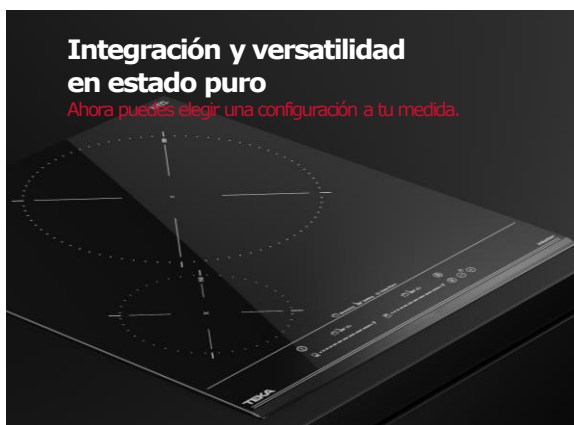 Integración y versatilidad
en estado puro
Ahora puedes elegir una configuración a tu medida.
TEKA